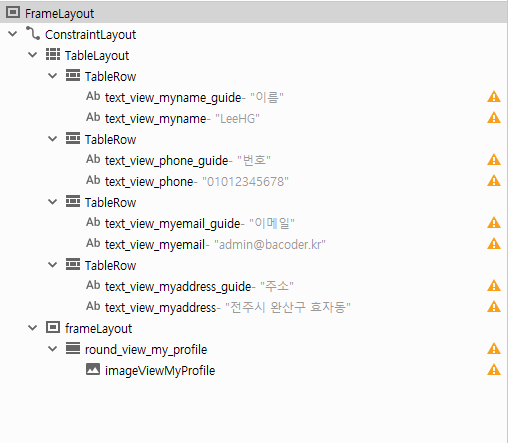 FrameLayout
ConstraintLayout
TableLayout
TableRow
Ab text_view_myname_guide- "이름"
Ab text_view_myname- "LeeHG"
TableRow
Ab text_view_phone_guide- "번호"
Ab text_view_phone- "01012345678"
TableRow
Ab text_view_myemail_guide- "이메일"
Ab text_view_myemail- "admin@bacoder.kr"
TableRow
Ab text_view_myaddress_guide- "주소"
Ab text_view_myaddress- "전주시 완산구 효자동"
frameLayout
round_view_my_profile
imageViewMyProfile